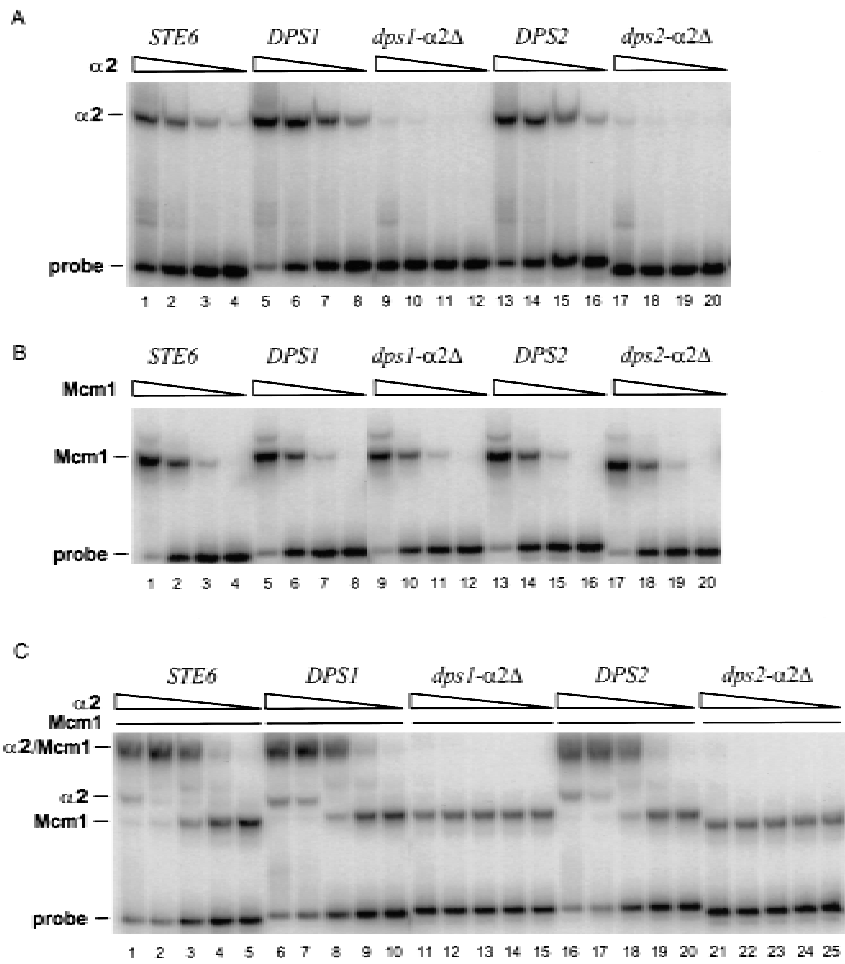 A
STE6 DPS1 dps1-α2Δ DPS2 dps2-α2Δ
α2
α2
probe
1 2 3 4 5 6 7 8 9 10 11 12 13 14 15 16 17 18 19 20
B
STE6 DPS1 dps1-α2Δ DPS2 dps2-α2Δ
Mcm1
Mcm1
probe
1 2 3 4 5 6 7 8 9 10 11 12 13 14 15 16 17 18 19 20
C
STE6 DPS1 dps1-α2Δ DPS2 dps2-α2Δ
α2
Mcm1
α2/Mcm1
α2
Mcm1
probe
1 2 3 4 5 6 7 8 9 10 11 12 13 14 15 16 17 18 19 20 21 22 23 24 25